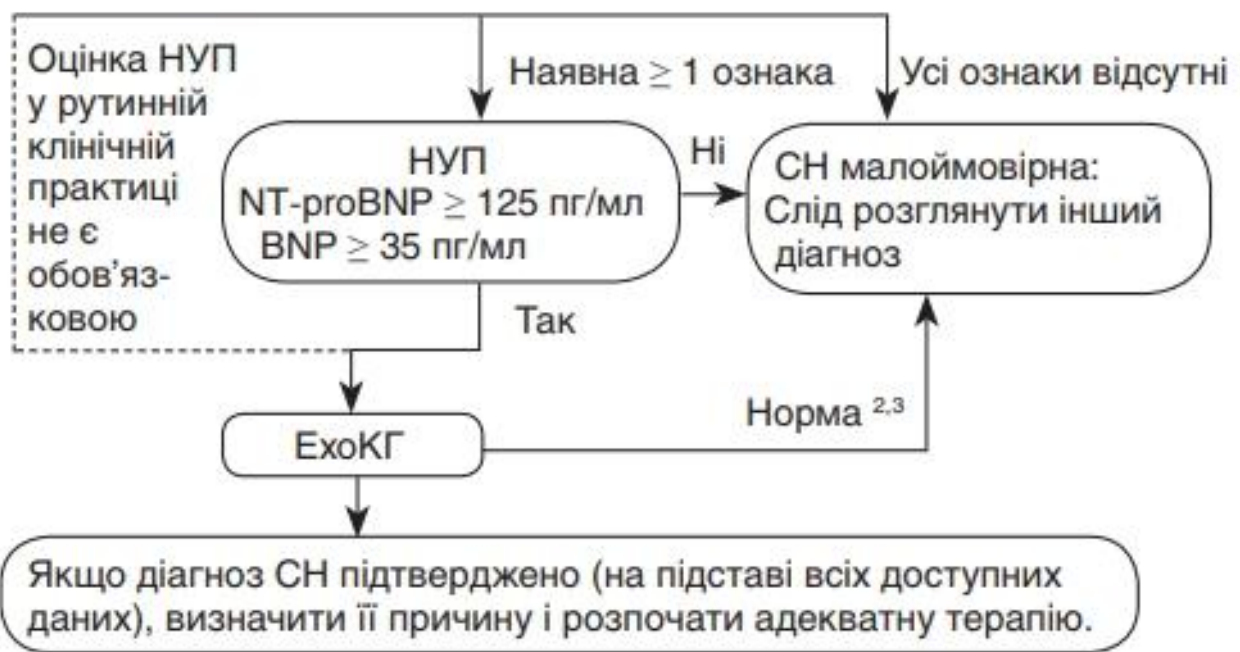 Оцінка НУП
у рутинній
клінічній
практиці
не є
обов’яз-
ковою
Наявна ≥ 1 ознака
Усі ознаки відсутні
НУП
NT-proBNP ≥ 125 пг/мл
BNP ≥ 35 пг/мл
Ні
СН малоймовірна:
Слід розглянути інший
діагноз
Так
Норма ²,³
ЕхоКГ
Якщо діагноз СН підтверджено (на підставі всіх доступних
даних), визначити її причину і розпочати адекватну терапію.